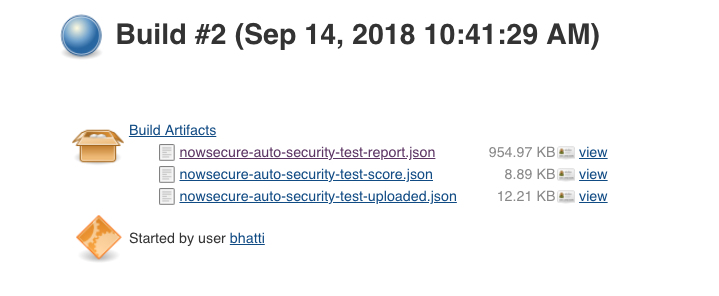 Build #2 (Sep 14, 2018 10:41:29 AM)
Build Artifacts
nowsecure-auto-security-test-report.json 954.97 KB view
nowsecure-auto-security-test-score.json 8.89 KB view
nowsecure-auto-security-test-uploaded.json 12.21 KB view
Started by user bhatti